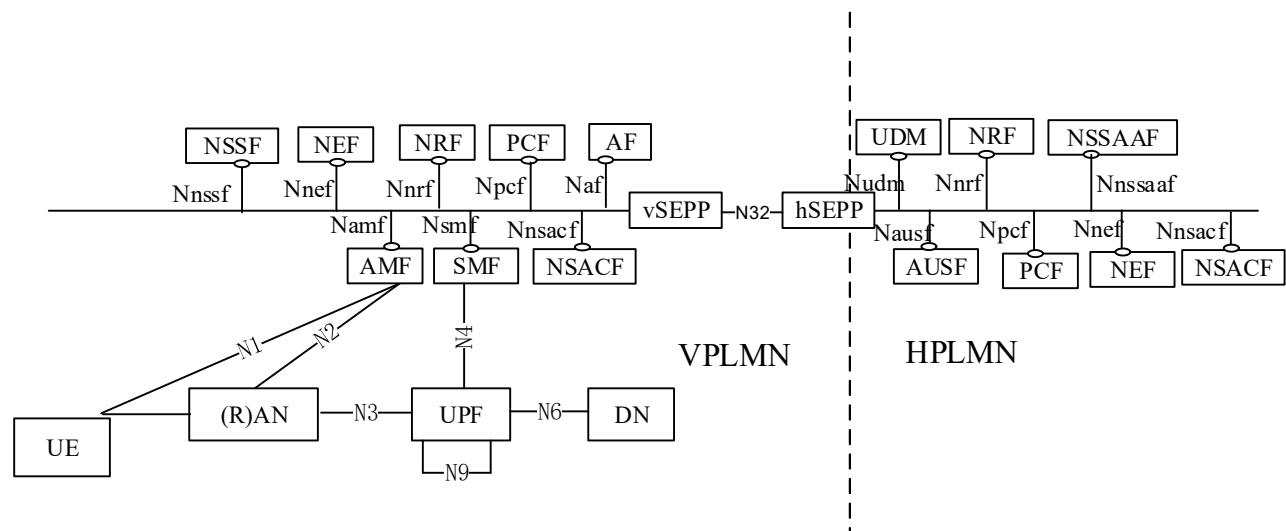 NSSF
NEF
NRF
PCF
AF
UDM
NRF
NSSAAF
Nnssf
Nnef
Nnrf
Npcf
Naf
Nudm
Nnrf
Nnssaaf
vSEPP
N32
hSEPP
Namf
Nsmf
Nnsacf
Nausf
Npcf
Nnef
Nnsacf
AMF
SMF
NSACF
AUSF
PCF
NEF
NSACF
N1
N2
N4
VPLMN
HPLMN
UE
(R)AN
N3
UPF
N6
DN
N9